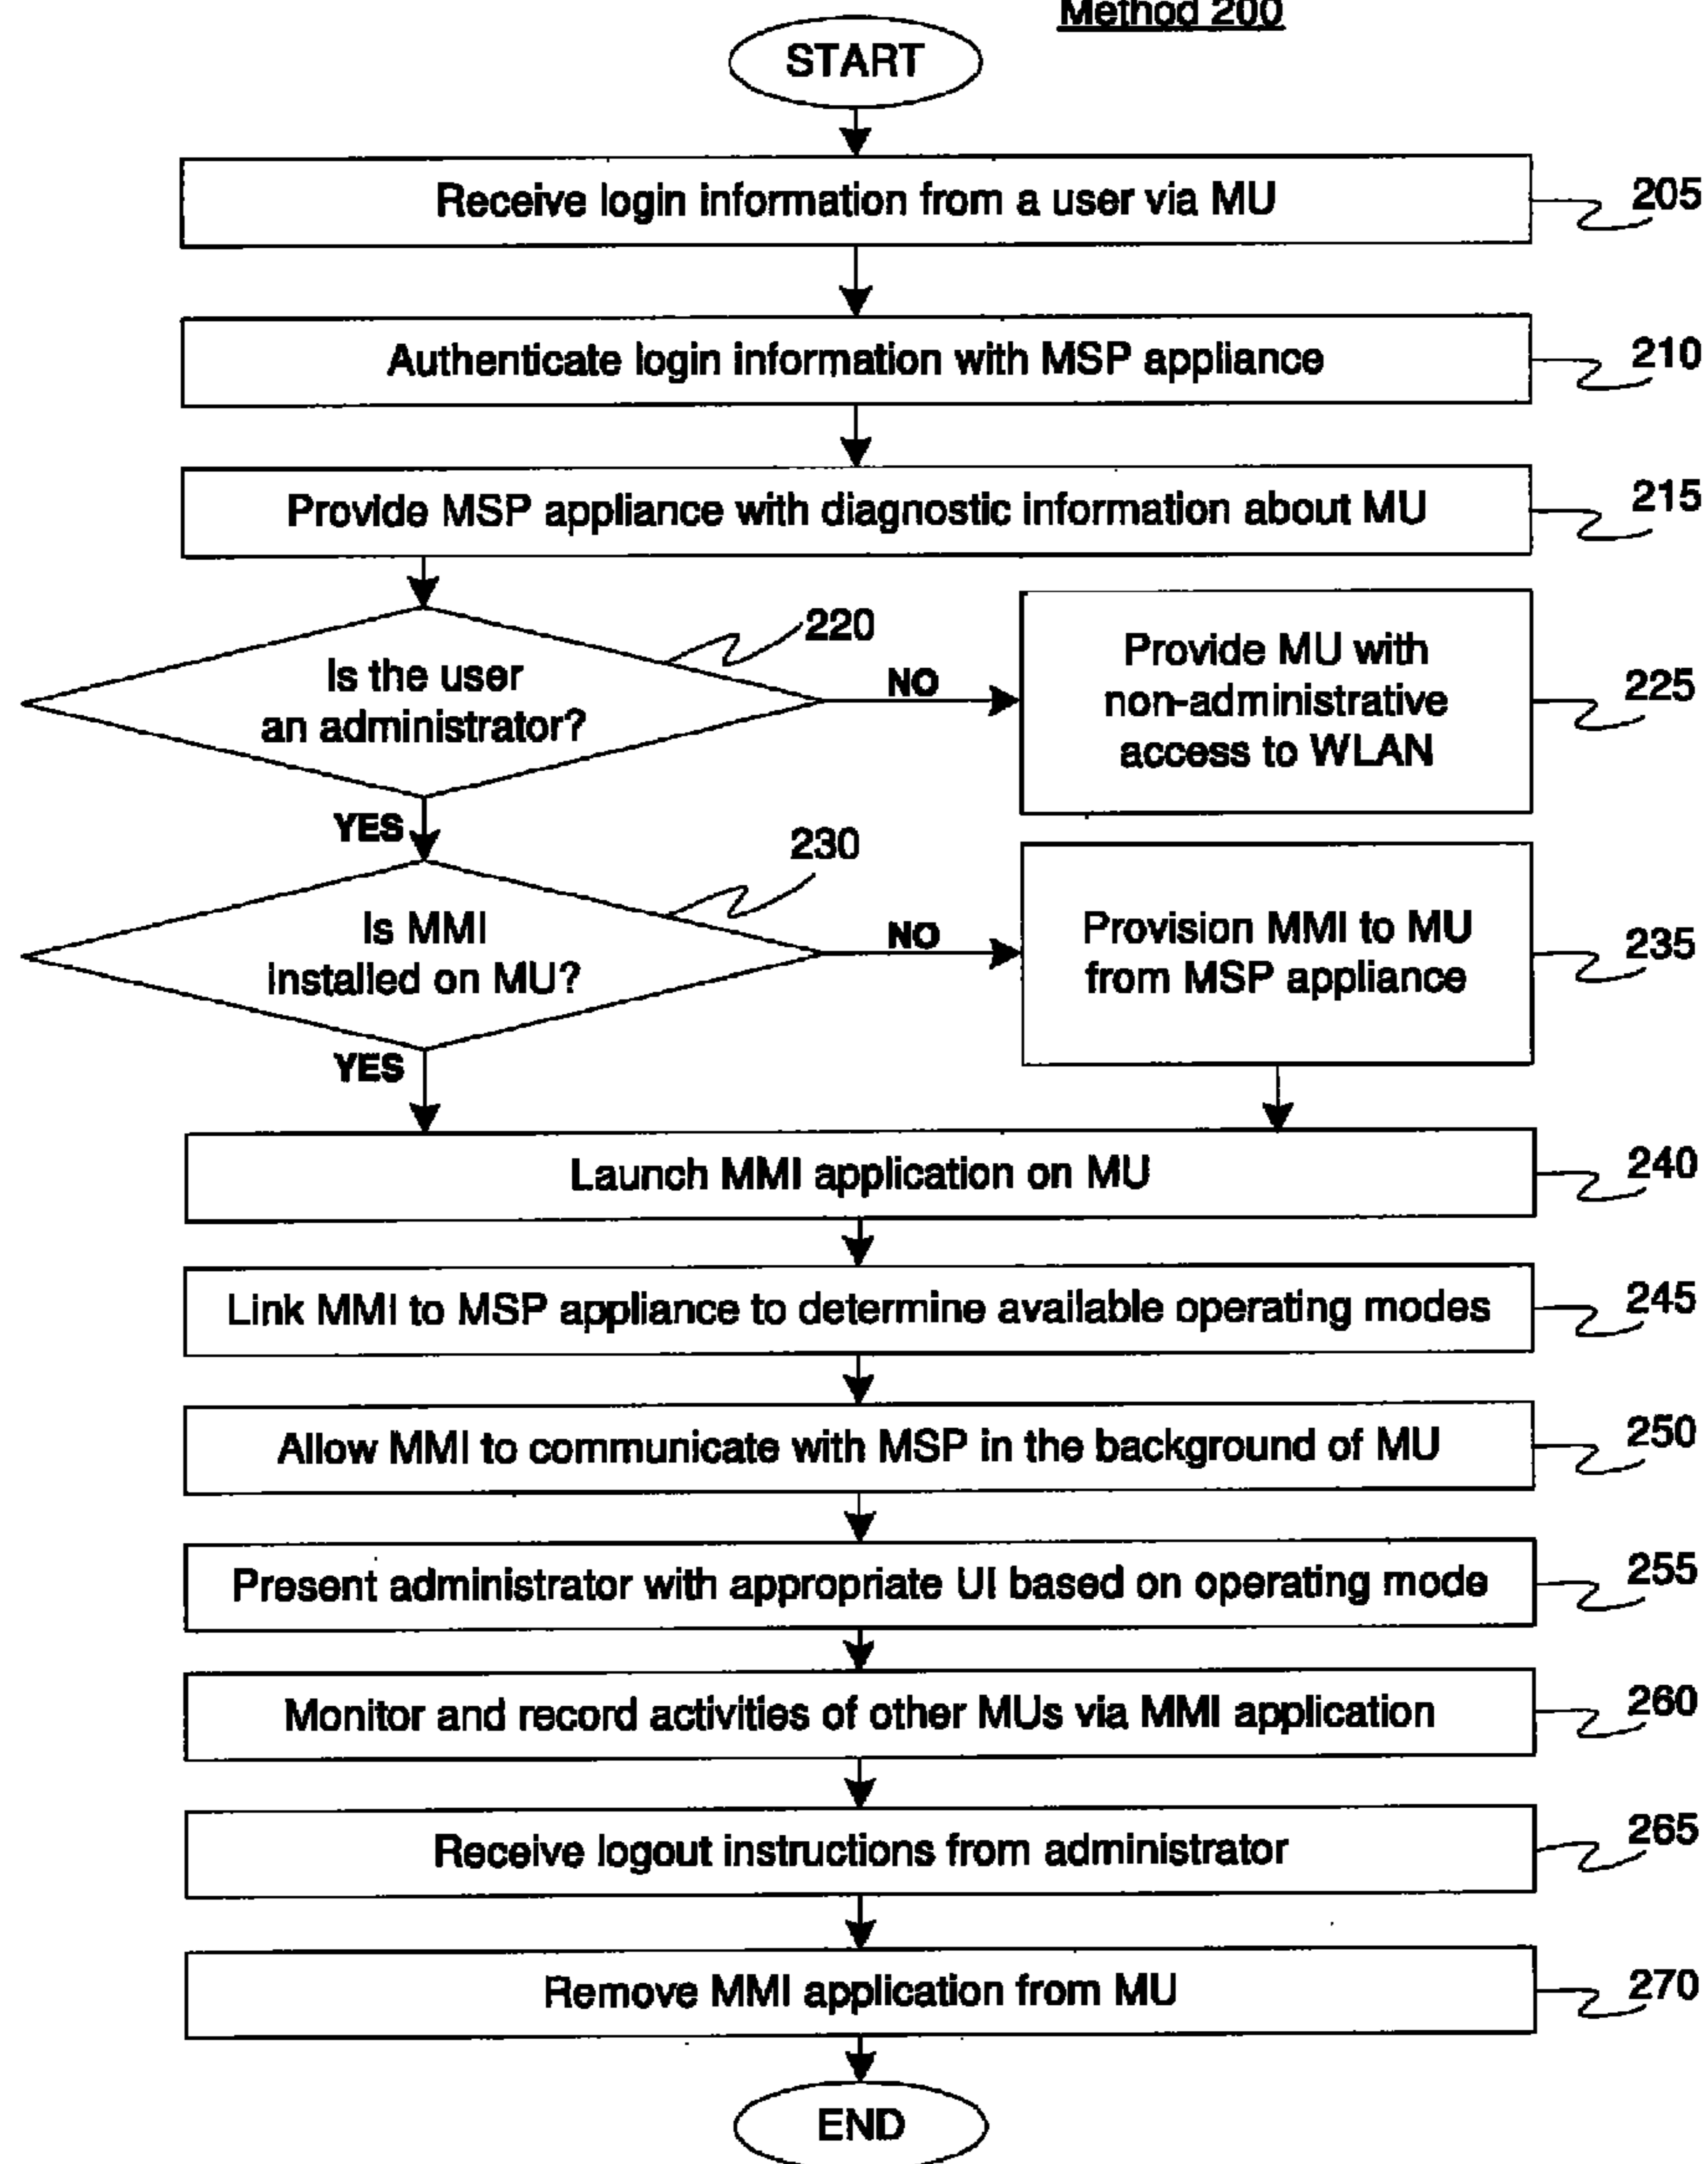 Method 200
START
Receive login information from a user via MU
205
Authenticate login information with MSP appliance
210
Provide MSP appliance with diagnostic information about MU
215
220
Is the user
an administrator?
NO
Provide MU with
non-administrative
access to WLAN
225
YES
230
Is MMI
installed on MU?
NO
Provision MMI to MU
from MSP appliance
235
YES
Launch MMI application on MU
240
Link MMI to MSP appliance to determine available operating modes
245
Allow MMI to communicate with MSP in the background of MU
250
Present administrator with appropriate UI based on operating mode
255
Monitor and record activities of other MUs via MMI application
260
Receive logout instructions from administrator
265
Remove MMI application from MU
270
END